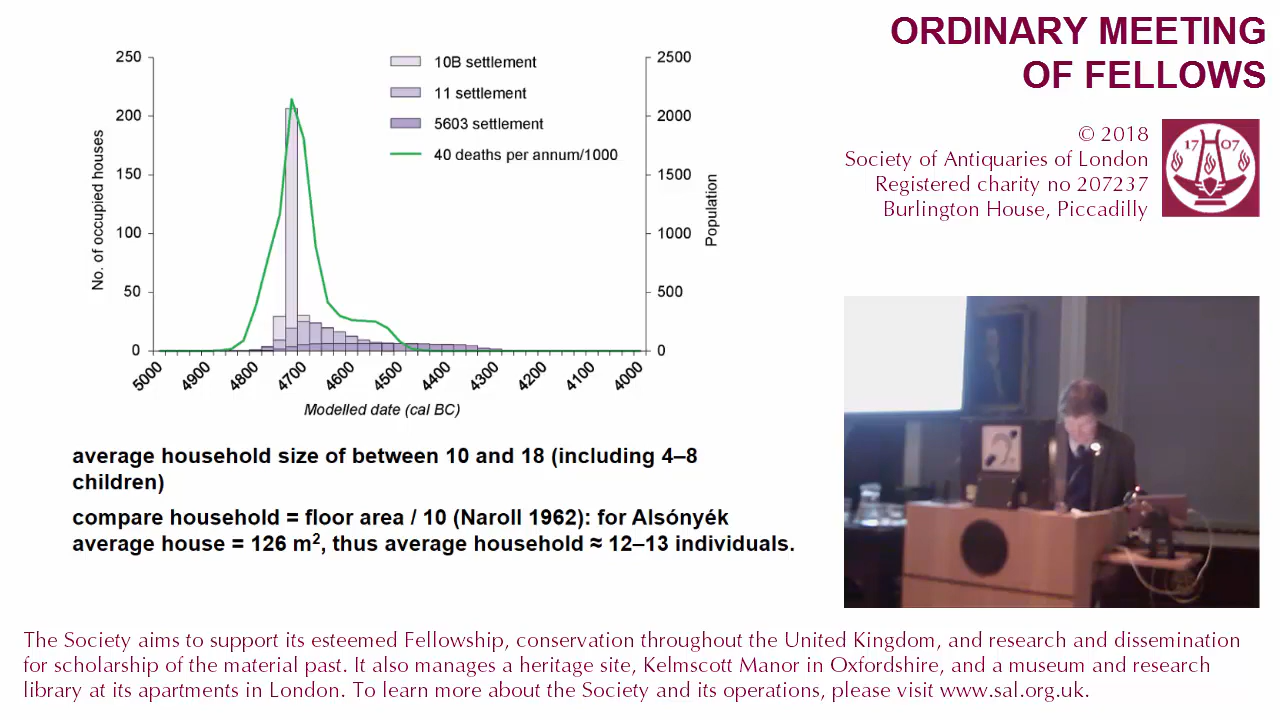 ORDINARY MEETING
OF FELLOWS
© 2018
Society of Antiquaries of London
Registered charity no 207237
Burlington House, Piccadilly
17 07
250
200
150
100
50
0
No. of occupied houses
10B settlement
11 settlement
5603 settlement
40 deaths per annum/1000
2500
2000
1500
1000
500
0
Population
5000 4900 4800 4700 4600 4500 4400 4300 4200 4100 4000
Modelled date (cal BC)
average household size of between 10 and 18 (including 4–8
children)
compare household = floor area / 10 (Naroll 1962): for Alsónyék
average house = 126 m², thus average household ≈ 12–13 individuals.
The Society aims to support its esteemed Fellowship, conservation throughout the United Kingdom, and research and dissemination
for scholarship of the material past. It also manages a heritage site, Kelmscott Manor in Oxfordshire, and a museum and research
library at its apartments in London. To learn more about the Society and its operations, please visit www.sal.org.uk.